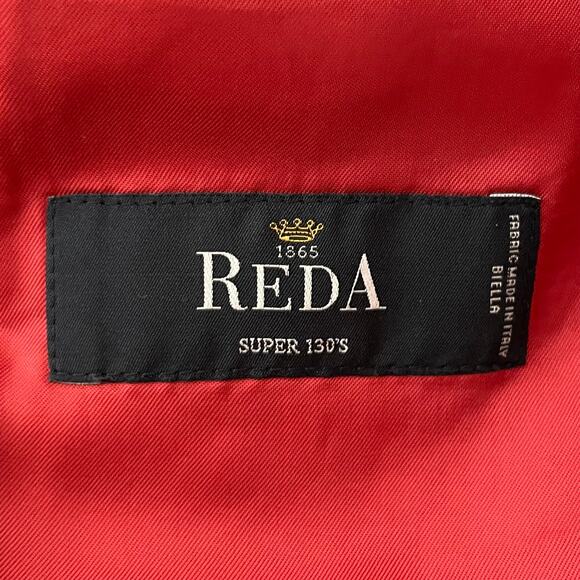 1865
REDA
SUPER 130'S
FABRIC MADE IN ITALY
BIELLA